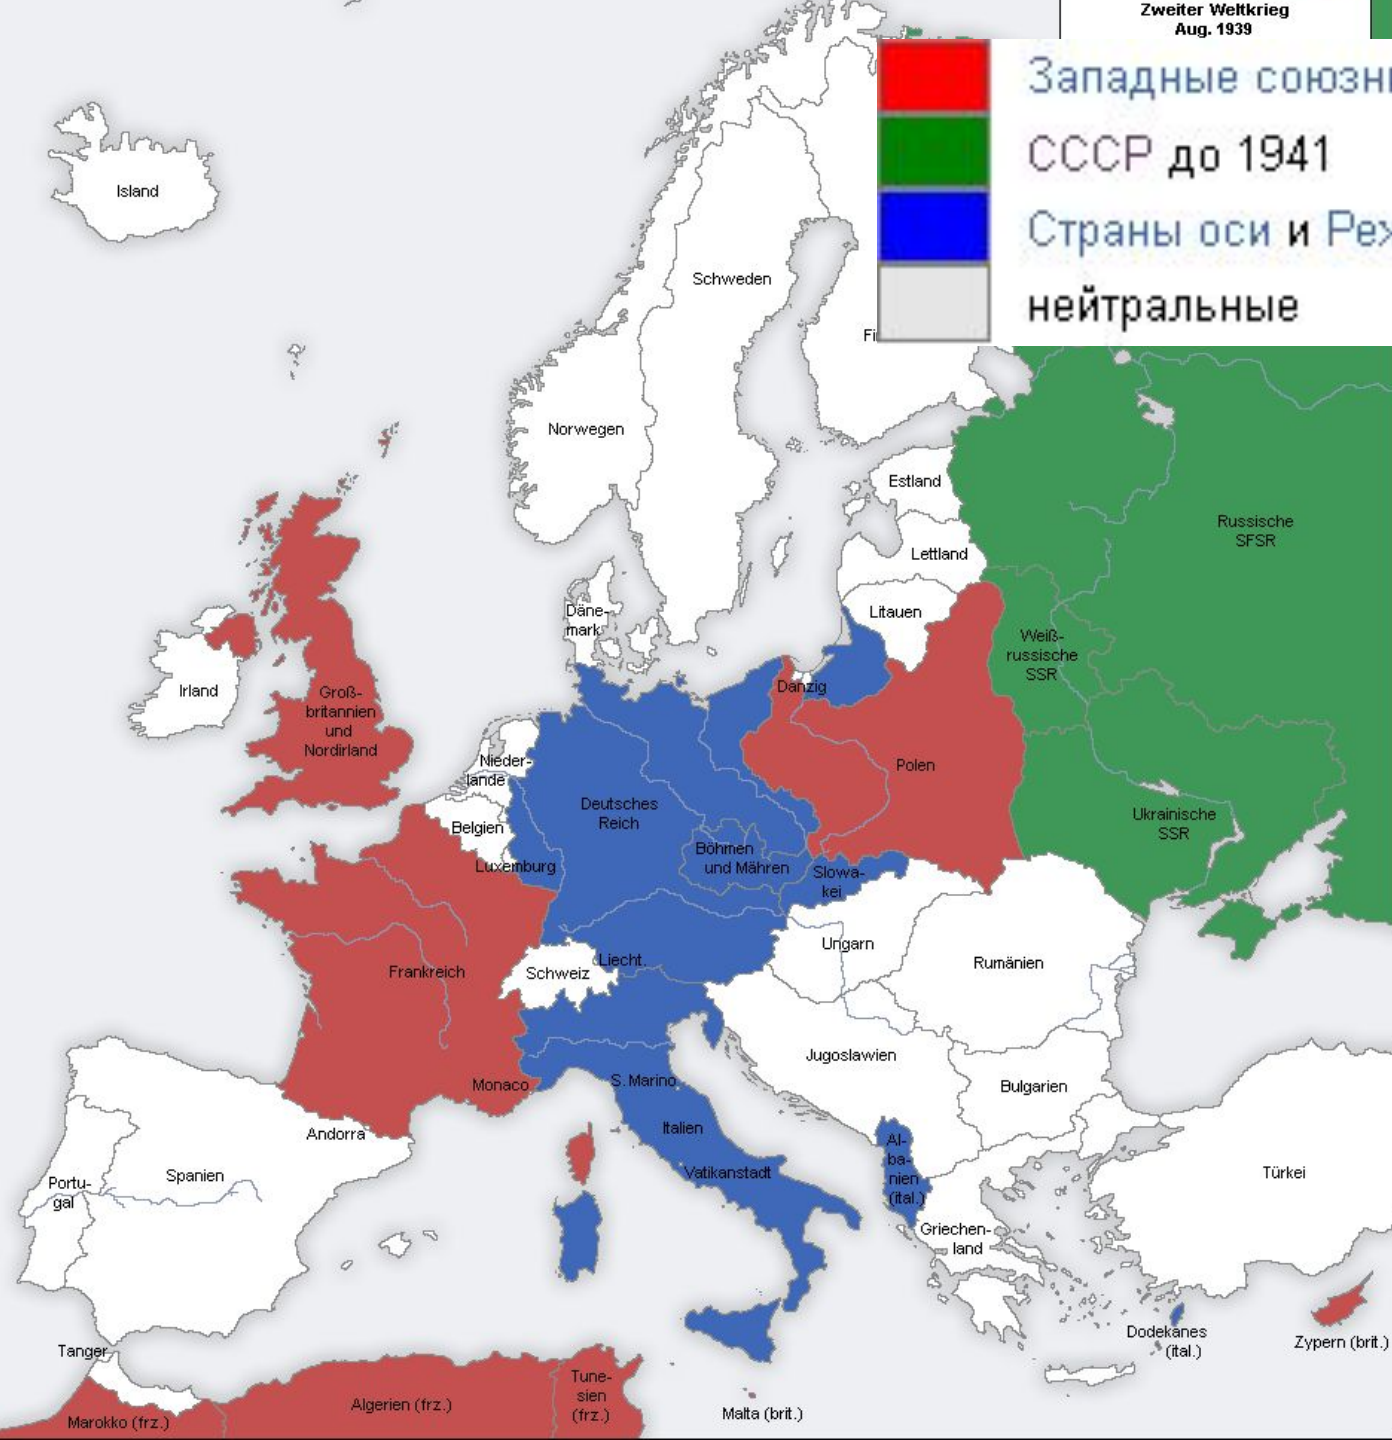 Zweiter Weltkrieg
Aug. 1939
Западные
СССР до 1941
Страны оси и
нейтральные
Island
Schweden
Norwegen
Estland
Lettland
Litauen
Russische
SFSR
Weiß-
russische
SSR
Däne-
mark
Irland
Groß-
britannien
und
Nordirland
Danzig
Nieder-
lande
Polen
Belgien
Deutsches
Reich
Ukrainische
SSR
Luxemburg
Böhmen
und Mähren
Slowa-
kei
Frankreich
Schweiz
Liecht.
Ungarn
Rumänien
Jugoslawien
Monaco
S. Marino
Bulgarien
Andorra
Italien
Al-
ba-
nien
(ital.)
Portu-
gal
Spanien
Vatikanstadt
Türkei
Griechen-
land
Tanger
Dodekanes
(ital.)
Zypern (brit.)
Marokko (frz.)
Algerien (frz.)
Tune-
sien
(frz.)
Malta (brit.)